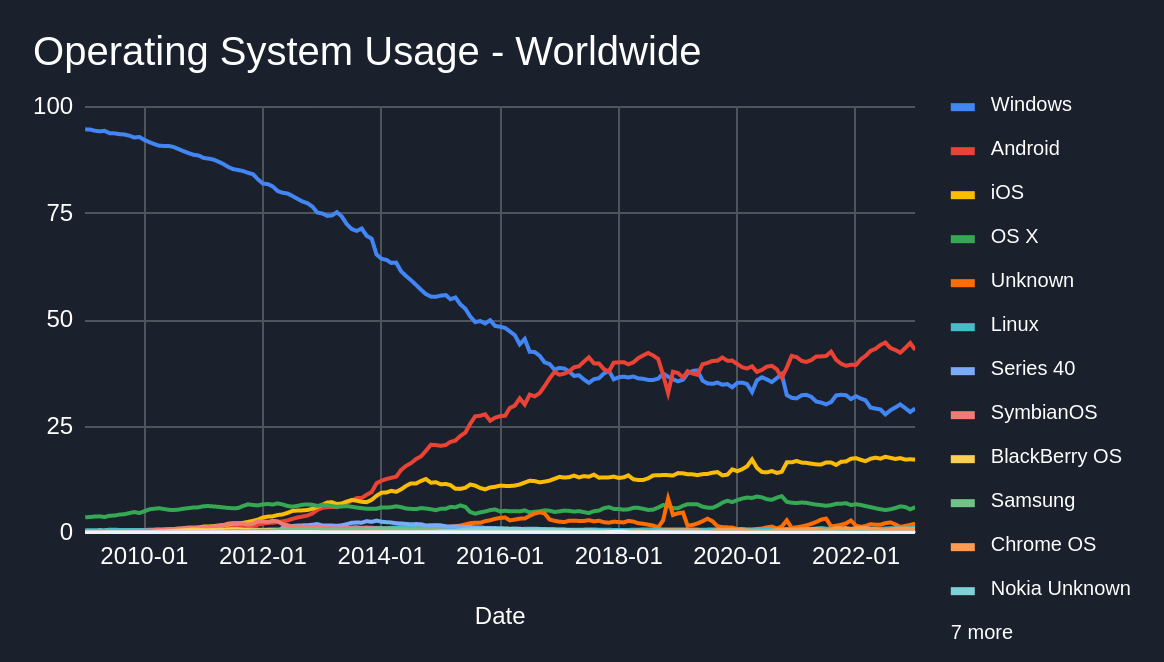 Operating System Usage - Worldwide
100
75
50
25
0
2010-01 2012-01 2014-01 2016-01 2018-01 2020-01 2022-01
Date
Windows
Android
iOS
OS X
Unknown
Linux
Series 40
SymbianOS
BlackBerry OS
Samsung
Chrome OS
Nokia Unknown
7 more